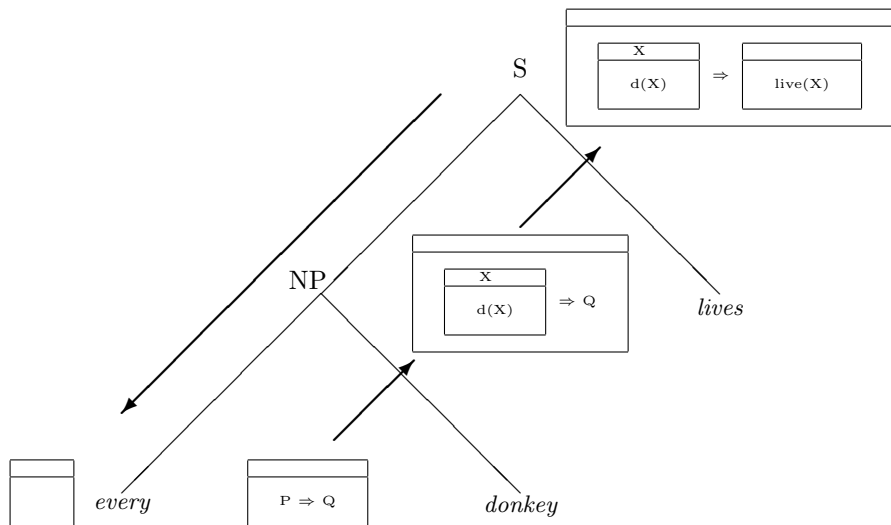 X
S
d(X) ⇒ live(X)
NP
X
d(X) ⇒ Q
lives
every
P ⇒ Q
donkey